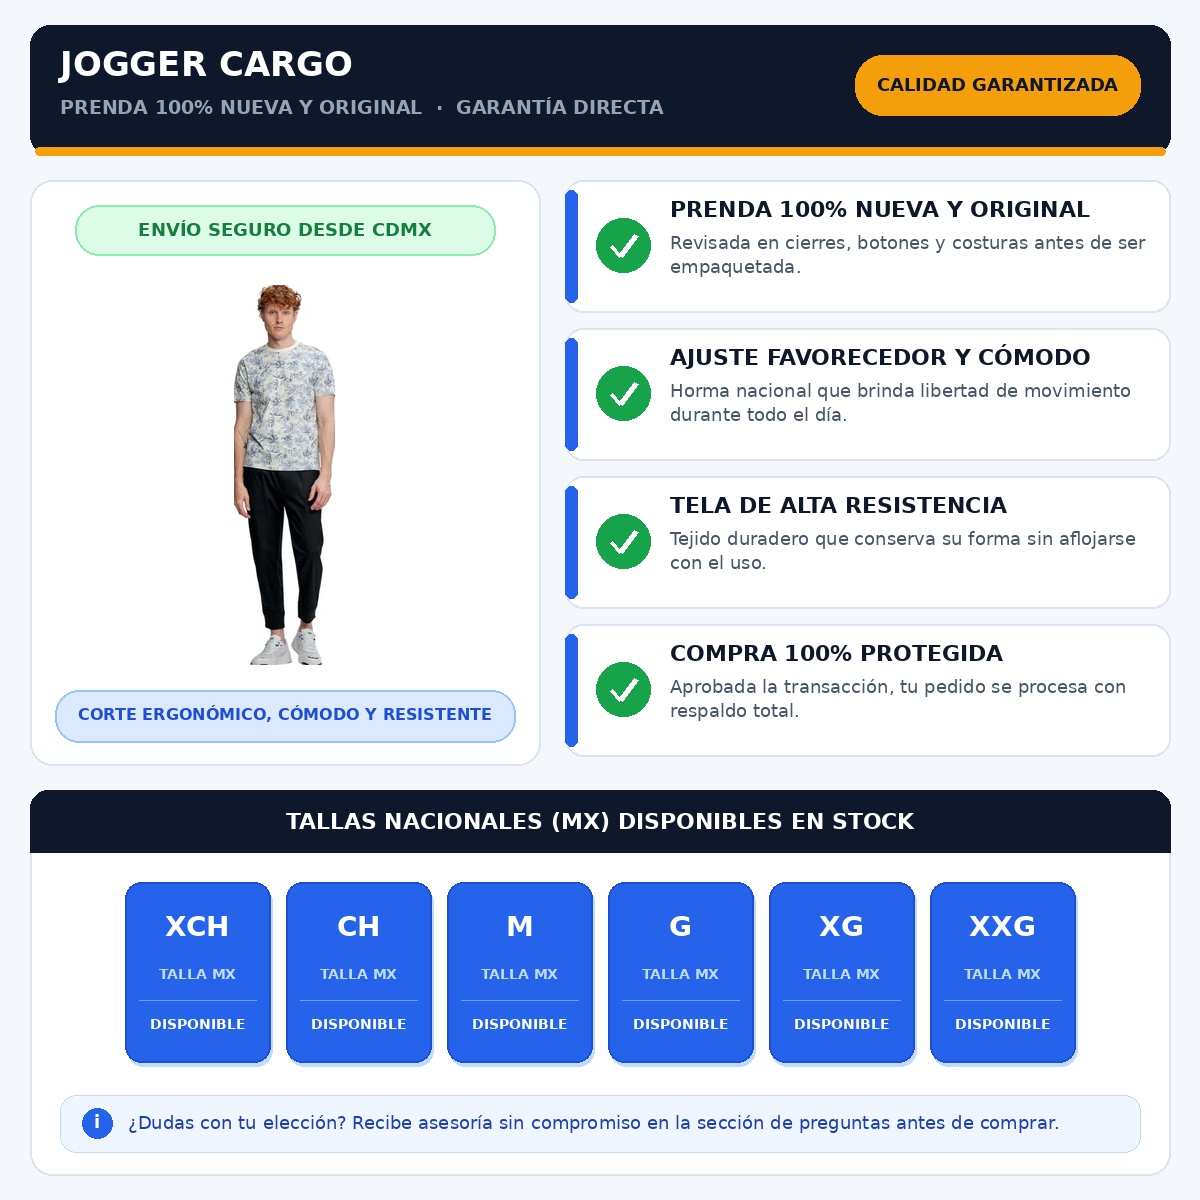 JOGGER CARGO
PRENDA 100% NUEVA Y ORIGINAL · GARANTÍA DIRECTA
CALIDAD GARANTIZADA
ENVÍO SEGURO DESDE CDMX
CORTE ERGONÓMICO, CÓMODO Y RESISTENTE
PRENDA 100% NUEVA Y ORIGINAL
Revisada en cierres, botones y costuras antes de ser
empaquetada.
AJUSTE FAVORECEDOR Y CÓMODO
Horma nacional que brinda libertad de movimiento
durante todo el día.
TELA DE ALTA RESISTENCIA
Tejido duradero que conserva su forma sin aflojarse
con el uso.
COMPRA 100% PROTEGIDA
Aprobada la transacción, tu pedido se procesa con
respaldo total.
TALLAS NACIONALES (MX) DISPONIBLES EN STOCK
XCH
TALLA MX
DISPONIBLE
CH
TALLA MX
DISPONIBLE
M
TALLA MX
DISPONIBLE
G
TALLA MX
DISPONIBLE
XG
TALLA MX
DISPONIBLE
XXG
TALLA MX
DISPONIBLE
i
¿Dudas con tu elección? Recibe asesoría sin compromiso en la sección de preguntas antes de comprar.